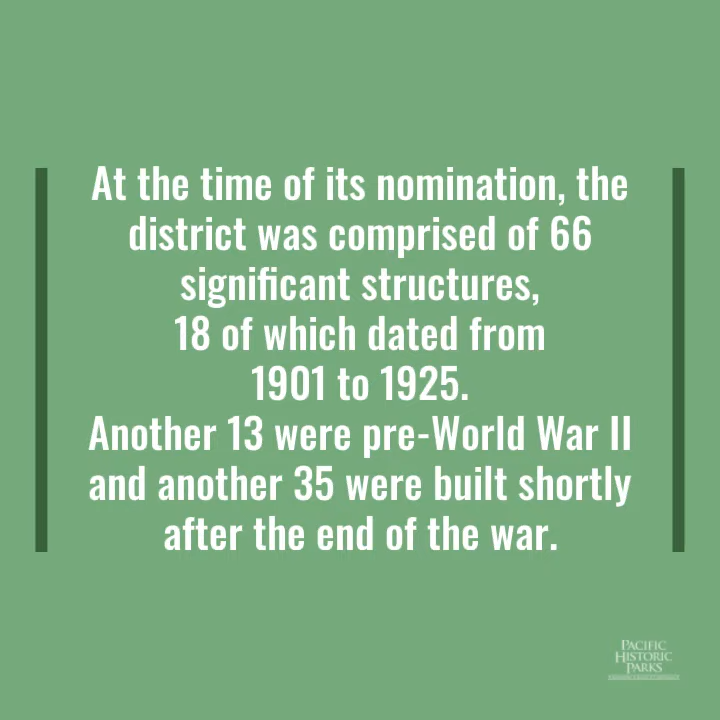 At the time of its nomination, the
district was comprised of 66
significant structures,
18 of which dated from
1901 to 1925.
Another 13 were pre-World War II
and another 35 were built shortly
after the end of the war.
PACIFIC
HISTORIC
PARKS